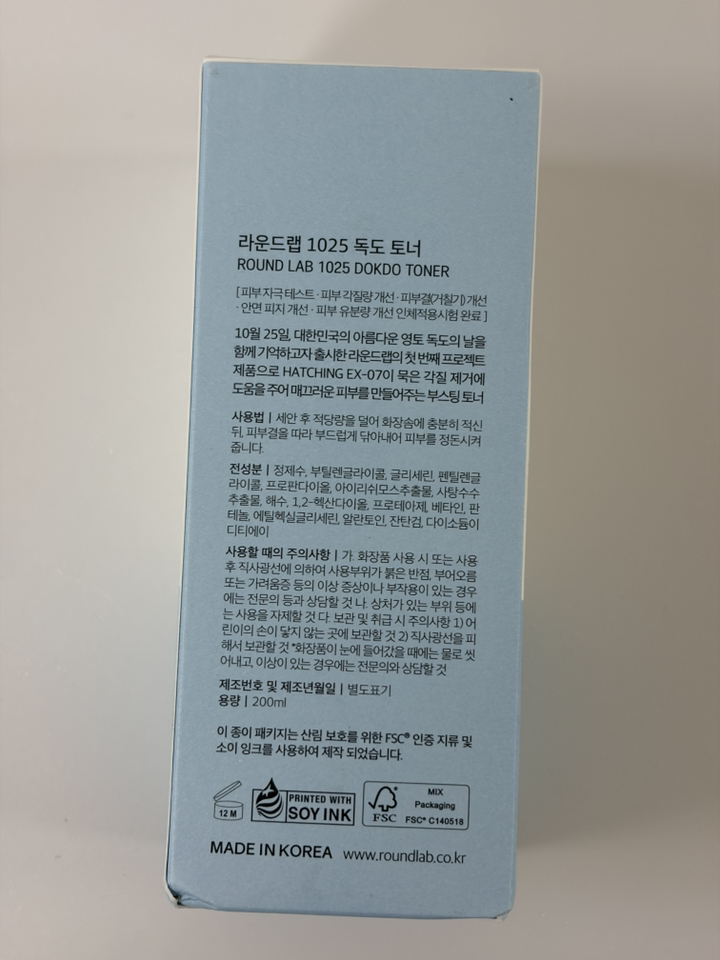 라운드랩 1025 독도 토너
ROUND LAB 1025 DOKDO TONER
[ 피부 자극 테스트 · 피부 각질량 개선 · 피부결(거칠기) 개선
· 안면 피지 개선 · 피부 유분량 개선 인체적용시험 완료 ]
10월 25일, 대한민국의 아름다운 영토 독도의 날을
함께 기억하고자 출시한 라운드랩의 첫 번째 프로젝트
제품으로 HATCHING EX-07이 묵은 각질 제거에
도움을 주어 매끄러운 피부를 만들어주는 부스팅 토너
사용법 | 세안 후 적당량을 덜어 화장솜에 충분히 적신
뒤, 피부결을 따라 부드럽게 닦아내어 피부를 정돈시켜
줍니다.
전성분 | 정제수, 부틸렌글라이콜, 글리세린, 펜틸렌글
라이콜, 프로판다이올, 아이리쉬모스추출물, 사탕수수
추출물, 해수, 1,2-헥산다이올, 프로테아제, 베타인, 판
테놀, 에틸헥실글리세린, 알란토인, 잔탄검, 다이소듐이
디티에이
사용할 때의 주의사항 | 가. 화장품 사용 시 또는 사용
후 직사광선에 의하여 사용부위가 붉은 반점, 부어오름
또는 가려움증 등의 이상 증상이나 부작용이 있는 경우
에는 전문의 등과 상담할 것 나. 상처가 있는 부위 등에
는 사용을 자제할 것 다. 보관 및 취급 시 주의사항 1) 어
린이의 손이 닿지 않는 곳에 보관할 것 2) 직사광선을 피
해서 보관할 것 *화장품이 눈에 들어갔을 때에는 물로 씻
어내고, 이상이 있는 경우에는 전문의와 상담할 것
제조번호 및 제조년월일 | 별도표기
용량 | 200ml
이 종이 패키지는 산림 보호를 위한 FSC® 인증 지류 및
소이 잉크를 사용하여 제작 되었습니다.
12 M
PRINTED WITH
SOY INK
FSC
MIX
Packaging
FSC® C140518
MADE IN KOREA www.roundlab.co.kr